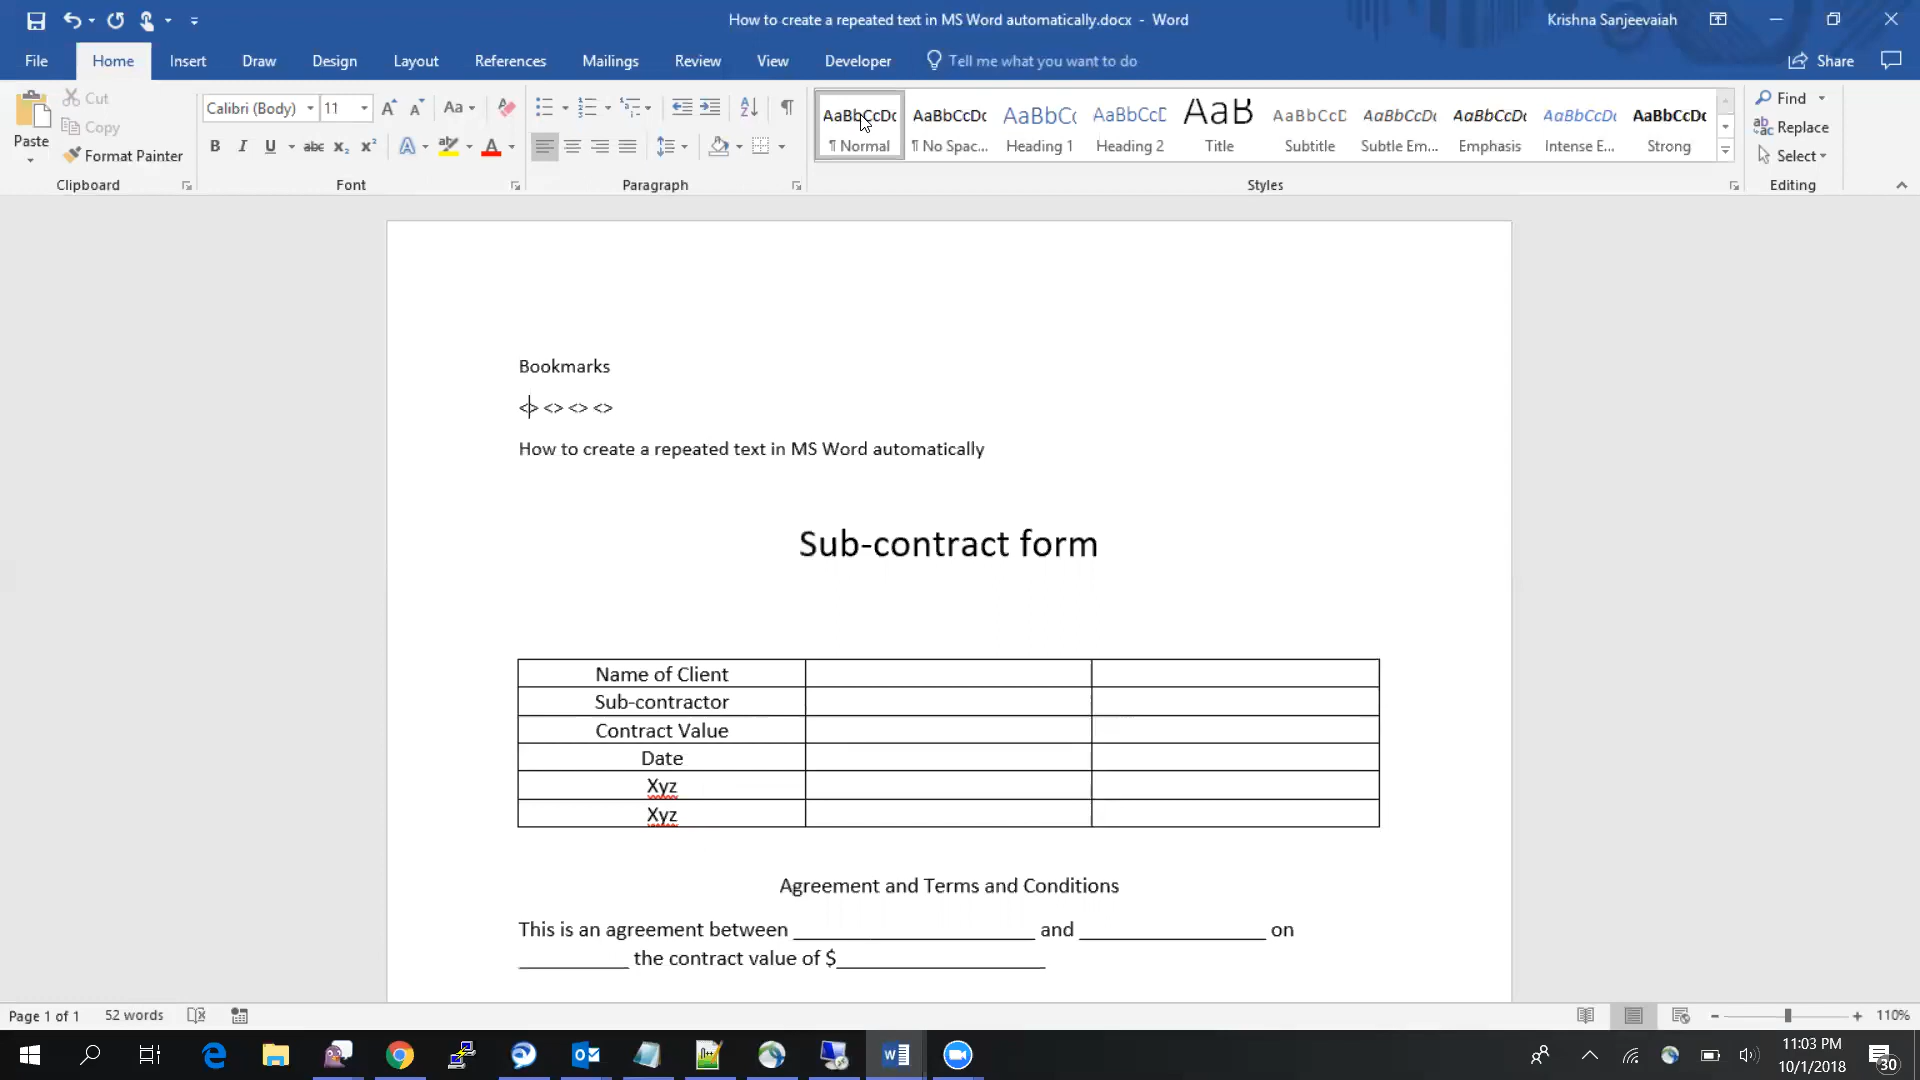 How to create a repeated text in MS Word automatically.docx - Word
Krishna Sanjeevaiah
File Home Insert Draw Design Layout References Mailings Review View Developer Tell me what you want to do Share
Paste
Cut
Copy
Format Painter
Clipboard
Calibri (Body) 11
Font
Paragraph
AaBbCcDc AaBbCcDc AaBbCc AaBbCcD AaB AaBbCcD AaBbCcDc AaBbCcDc AaBbCcDc AaBbCcDc
¶ Normal ¶ No Spac... Heading 1 Heading 2 Title Subtitle Subtle Em... Emphasis Intense E... Strong
Styles
Find
Replace
Select
Editing
Bookmarks
<> <> <> <>
How to create a repeated text in MS Word automatically
Sub-contract form
Name of Client
Sub-contractor
Contract Value
Date
Xyz
Xyz
Agreement and Terms and Conditions
This is an agreement between ______________________ and _________________ on
__________ the contract value of $___________________
Page 1 of 1 52 words 110%
11:03 PM
10/1/2018
30